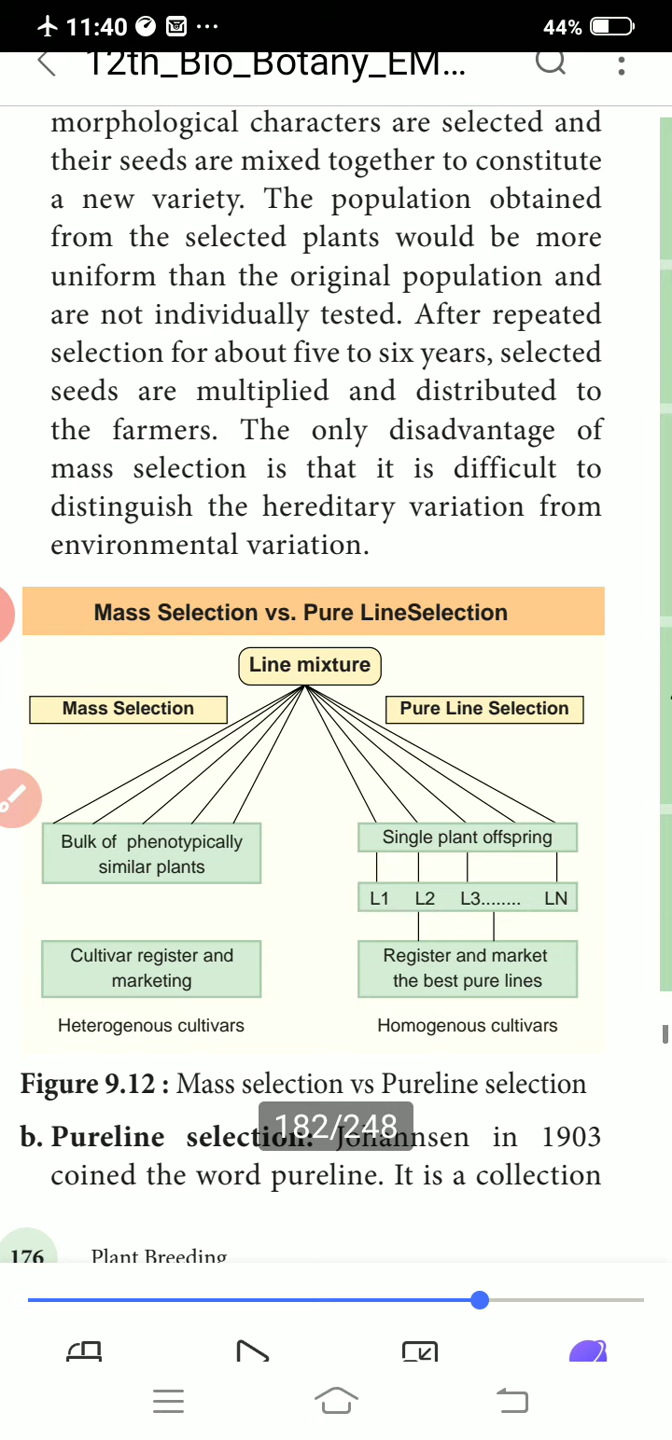 11:40
44%
12th_Bio_Botany_EM...
morphological characters are selected and
their seeds are mixed together to constitute
a new variety. The population obtained
from the selected plants would be more
uniform than the original population and
are not individually tested. After repeated
selection for about five to six years, selected
seeds are multiplied and distributed to
the farmers. The only disadvantage of
mass selection is that it is difficult to
distinguish the hereditary variation from
environmental variation.
Mass Selection vs. Pure LineSelection
Line mixture
Mass Selection
Pure Line Selection
Bulk of phenotypically
similar plants
Single plant offspring
L1 L2 L3........ LN
Cultivar register and
marketing
Register and market
the best pure lines
Heterogenous cultivars
Homogenous cultivars
Figure 9.12 : Mass selection vs Pureline selection
182/248
b. Pureline selection: Johannsen in 1903
coined the word pureline. It is a collection
176 Plant Breeding